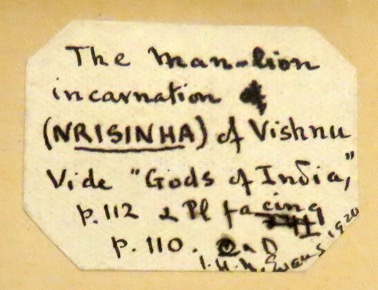 The man-lion
incarnation
(NRISINHA) of Vishnu
Vide "Gods of India,"
p. 112 & Pl facing
p. 110.
I.H.N. Evans 1920